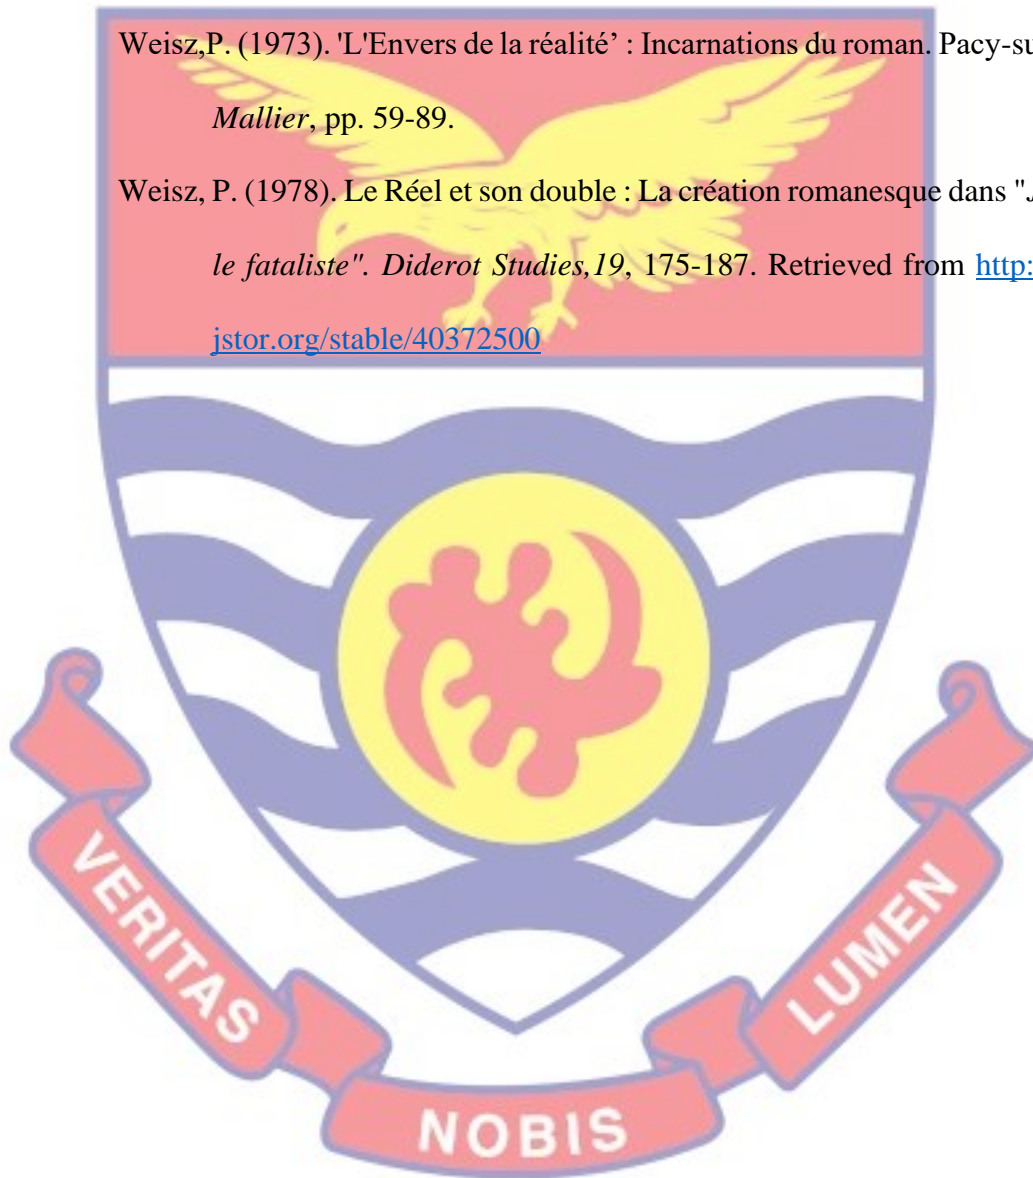 Weisz,P. (1973). 'L'Envers de la réalité’ : Incarnations du roman. Pacy-su
Mallier, pp. 59-89.
Weisz, P. (1978). Le Réel et son double : La création romanesque dans "J
le fataliste". Diderot Studies,19, 175-187. Retrieved from http:
jstor.org/stable/40372500
VERITAS
NOBIS
LUMEN